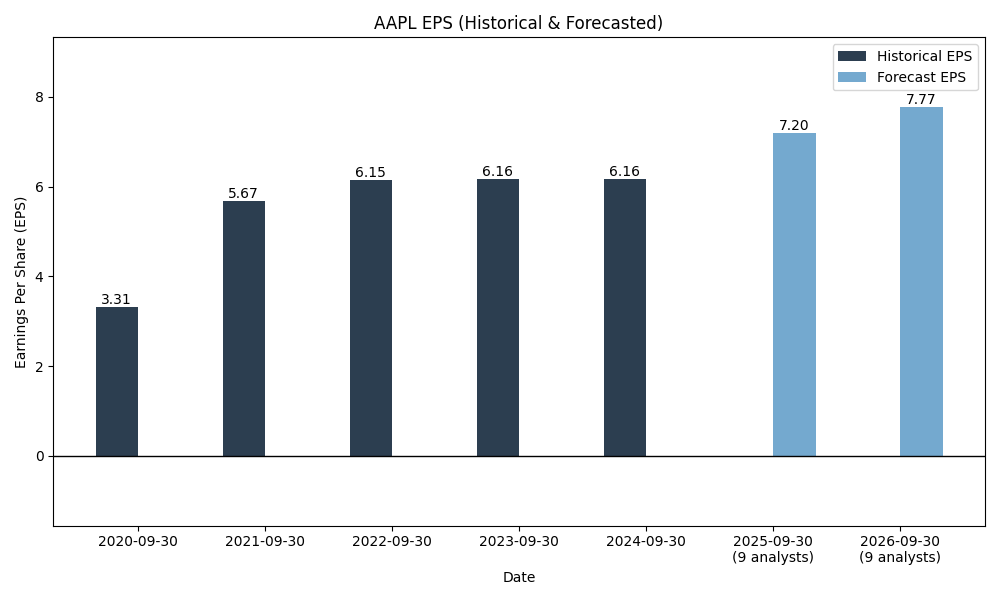 AAPL EPS (Historical & Forecasted)
Historical EPS
Forecast EPS
Earnings Per Share (EPS)
8
6
4
2
0
3.31
5.67
6.15
6.16
6.16
7.20
7.77
2020-09-30
2021-09-30
2022-09-30
2023-09-30
2024-09-30
2025-09-30
(9 analysts)
2026-09-30
(9 analysts)
Date